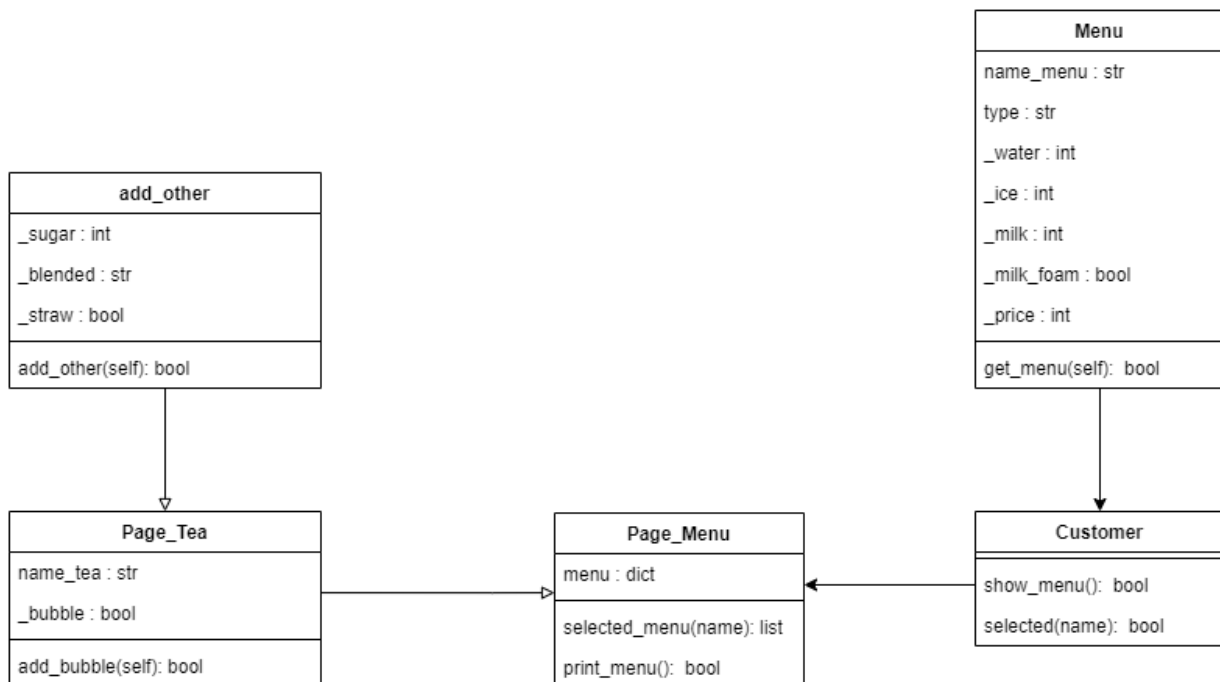 Menu
name_menu : str
type : str
_water : int
_ice : int
_milk : int
_milk_foam : bool
_price : int
get_menu(self):  bool
add_other
_sugar : int
_blended : str
_straw : bool
add_other(self): bool
Page_Tea
name_tea : str
_bubble : bool
add_bubble(self): bool
Page_Menu
menu : dict
selected_menu(name): list
print_menu():  bool
Customer
show_menu():  bool
selected(name):  bool